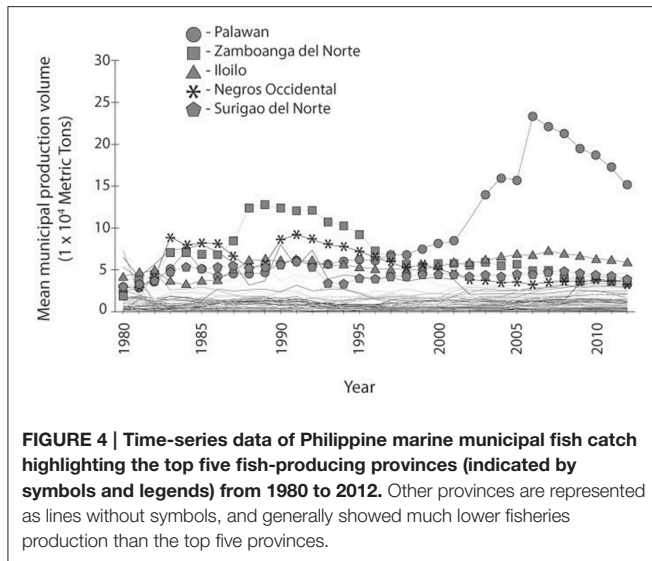 - Palawan
- Zamboanga del Norte
- Iloilo
- Negros Occidental
- Surigao del Norte
Mean municipal production volume
(1 x 10⁴ Metric Tons)
30
25
20
15
10
5
0
1980
1985
1990
1995
2000
2005
2010
Year
FIGURE 4 | Time-series data of Philippine marine municipal fish catch
highlighting the top five fish-producing provinces (indicated by
symbols and legends) from 1980 to 2012. Other provinces are represented
as lines without symbols, and generally showed much lower fisheries
production than the top five provinces.